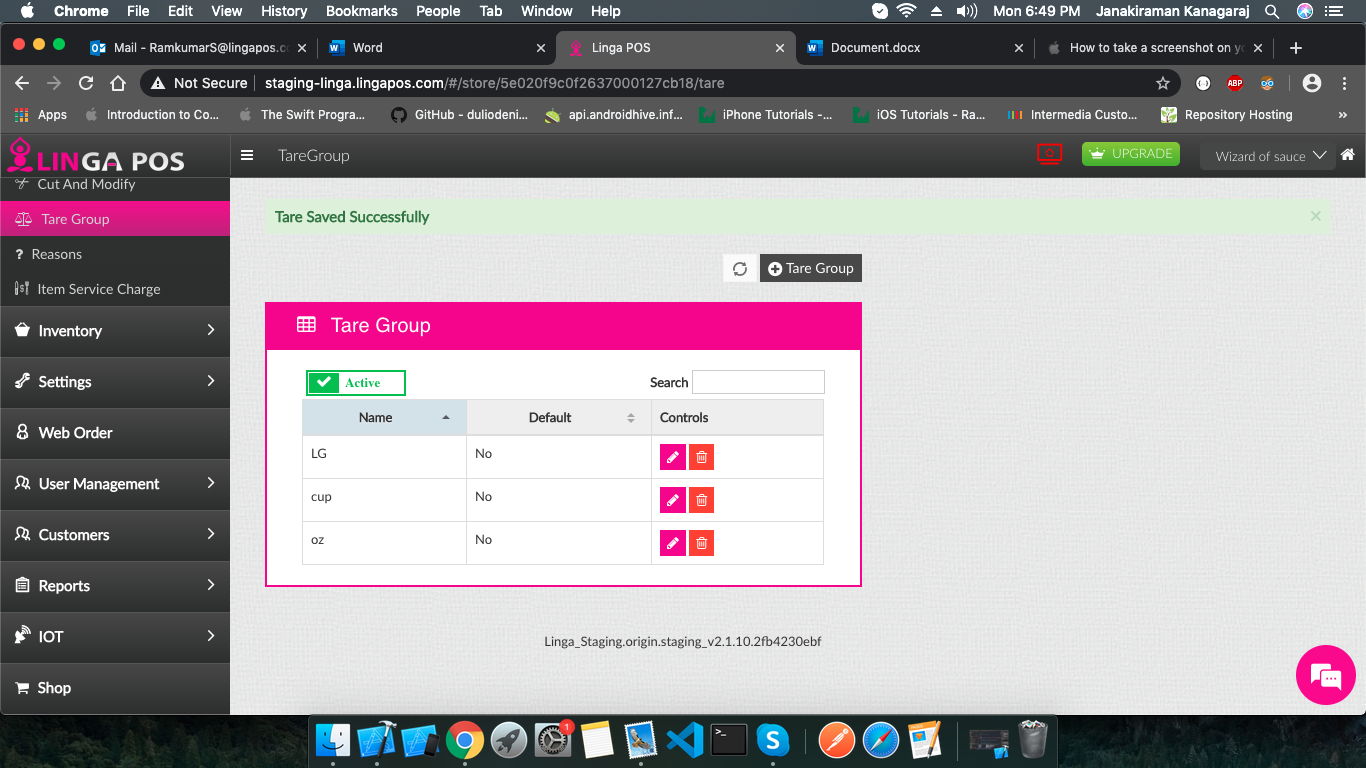 Chrome File Edit View History Bookmarks People Tab Window Help Mon 6:49 PM Janakiraman Kanagaraj
Mail - RamkumarS@lingapos.co Word Linga POS Document.docx How to take a screenshot on yo
Not Secure staging-linga.lingapos.com/#/store/5e020f9c0f2637000127cb18/tare ABP
Apps Introduction to Co... The Swift Progra... GitHub - duliodeni... api.androidhive.inf... iPhone Tutorials -... iOS Tutorials - Ra... Intermedia Custo... Repository Hosting »
LINGA POS TareGroup UPGRADE Wizard of sauce
Cut And Modify
Tare Group
Reasons
Item Service Charge
Inventory
Settings
Web Order
User Management
Customers
Reports
IOT
Shop
Tare Saved Successfully ×
Tare Group
Tare Group
Active Search
Name Default Controls
LG No
cup No
oz No
Linga_Staging.origin.staging_v2.1.10.2fb4230ebf
1